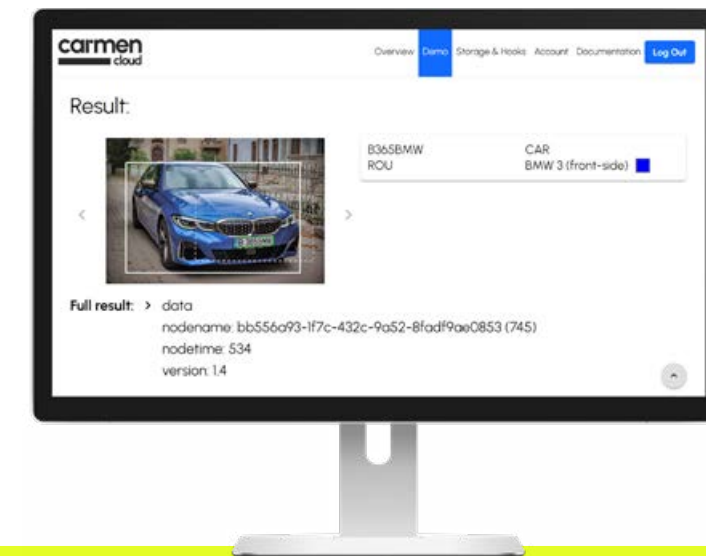 carmen
cloud
Overview Demo Storage & Hooks Account Documentation Log Out
Result:
B365BMW CAR
ROU BMW 3 (front-side)
Full result: > data
nodename: bb556a93-1f7c-432c-9a52-8fadf9ae0853 (745)
nodetime: 534
version: 1.4